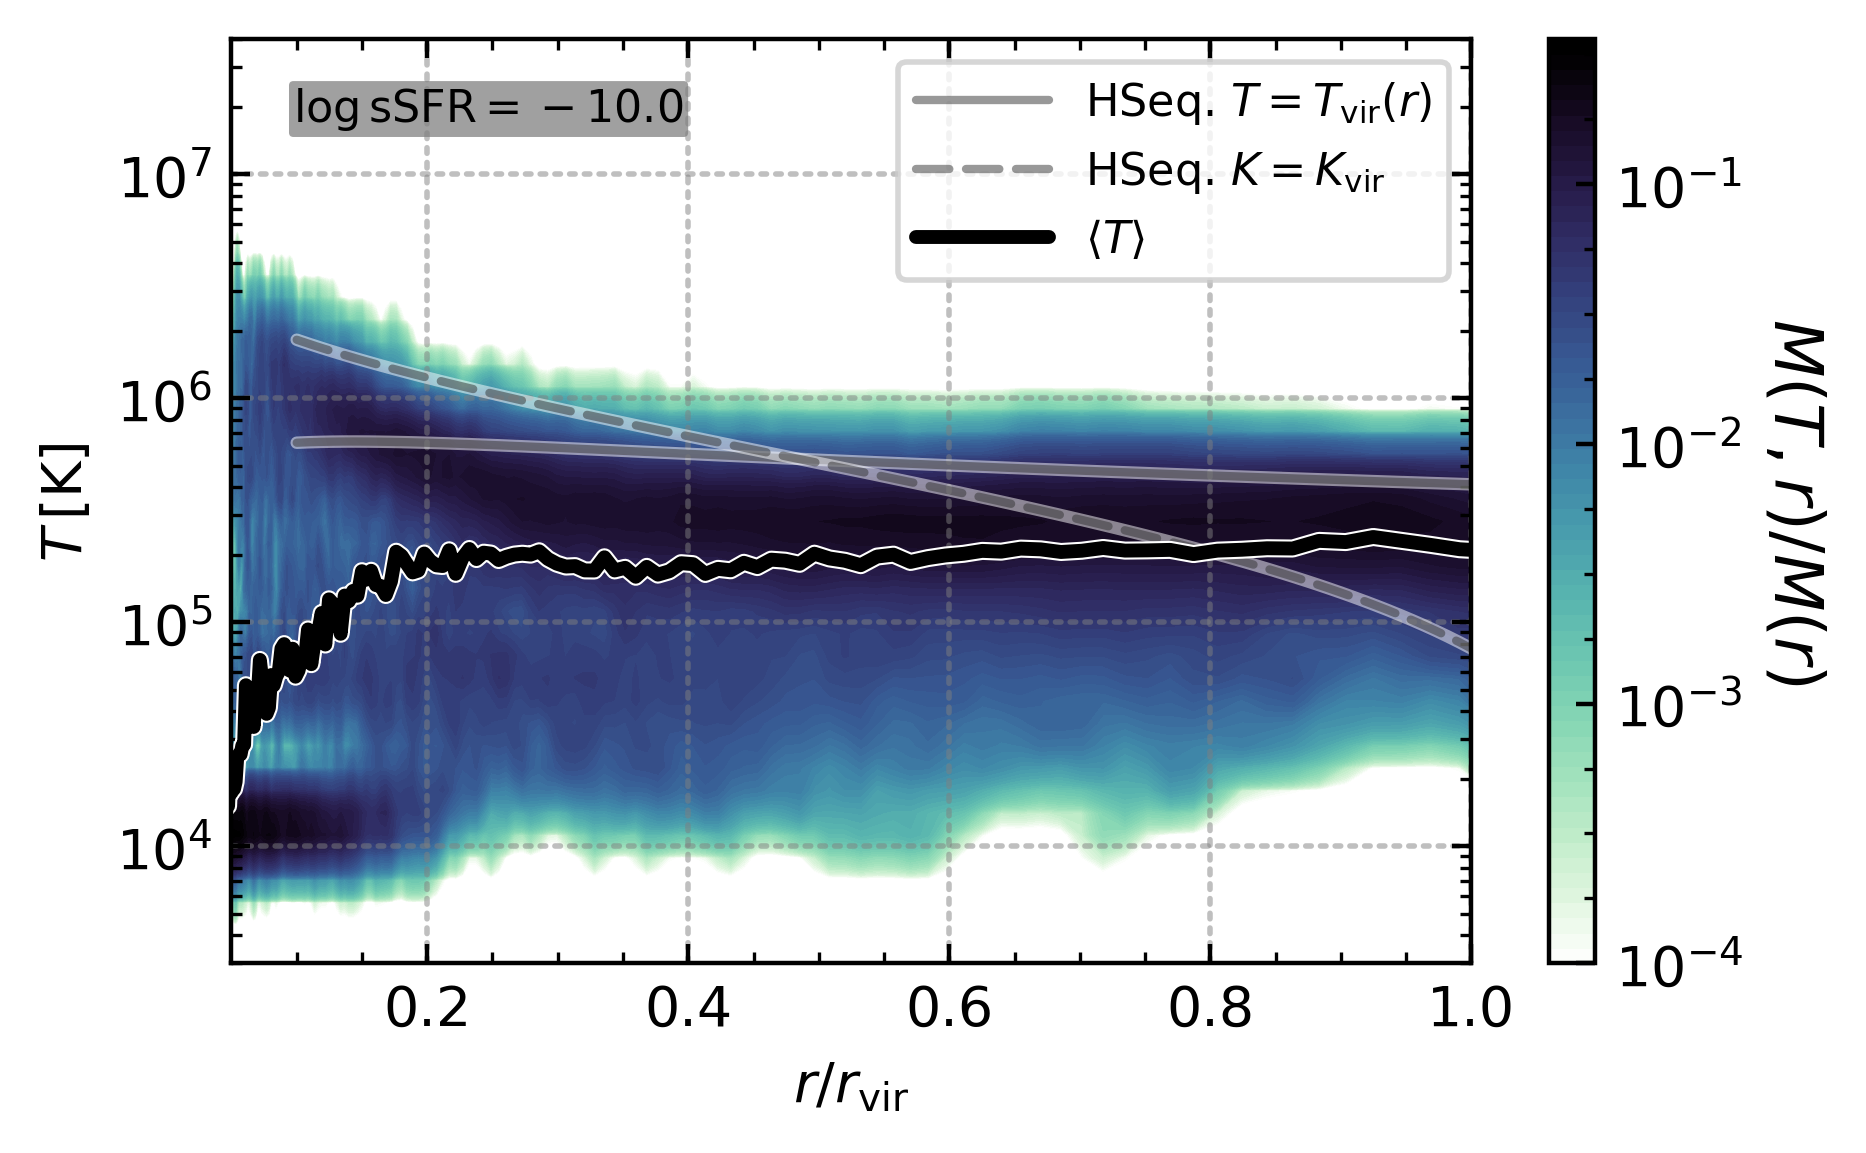 log sSFR = −10.0
HSeq. T = T_vir(r)
HSeq. K = K_vir
⟨T⟩
10^7
10^6
10^5
10^4
T [K]
0.2 0.4 0.6 0.8 1.0
r/r_vir
10^−1
10^−2
10^−3
10^−4
M(T, r)/M(r)